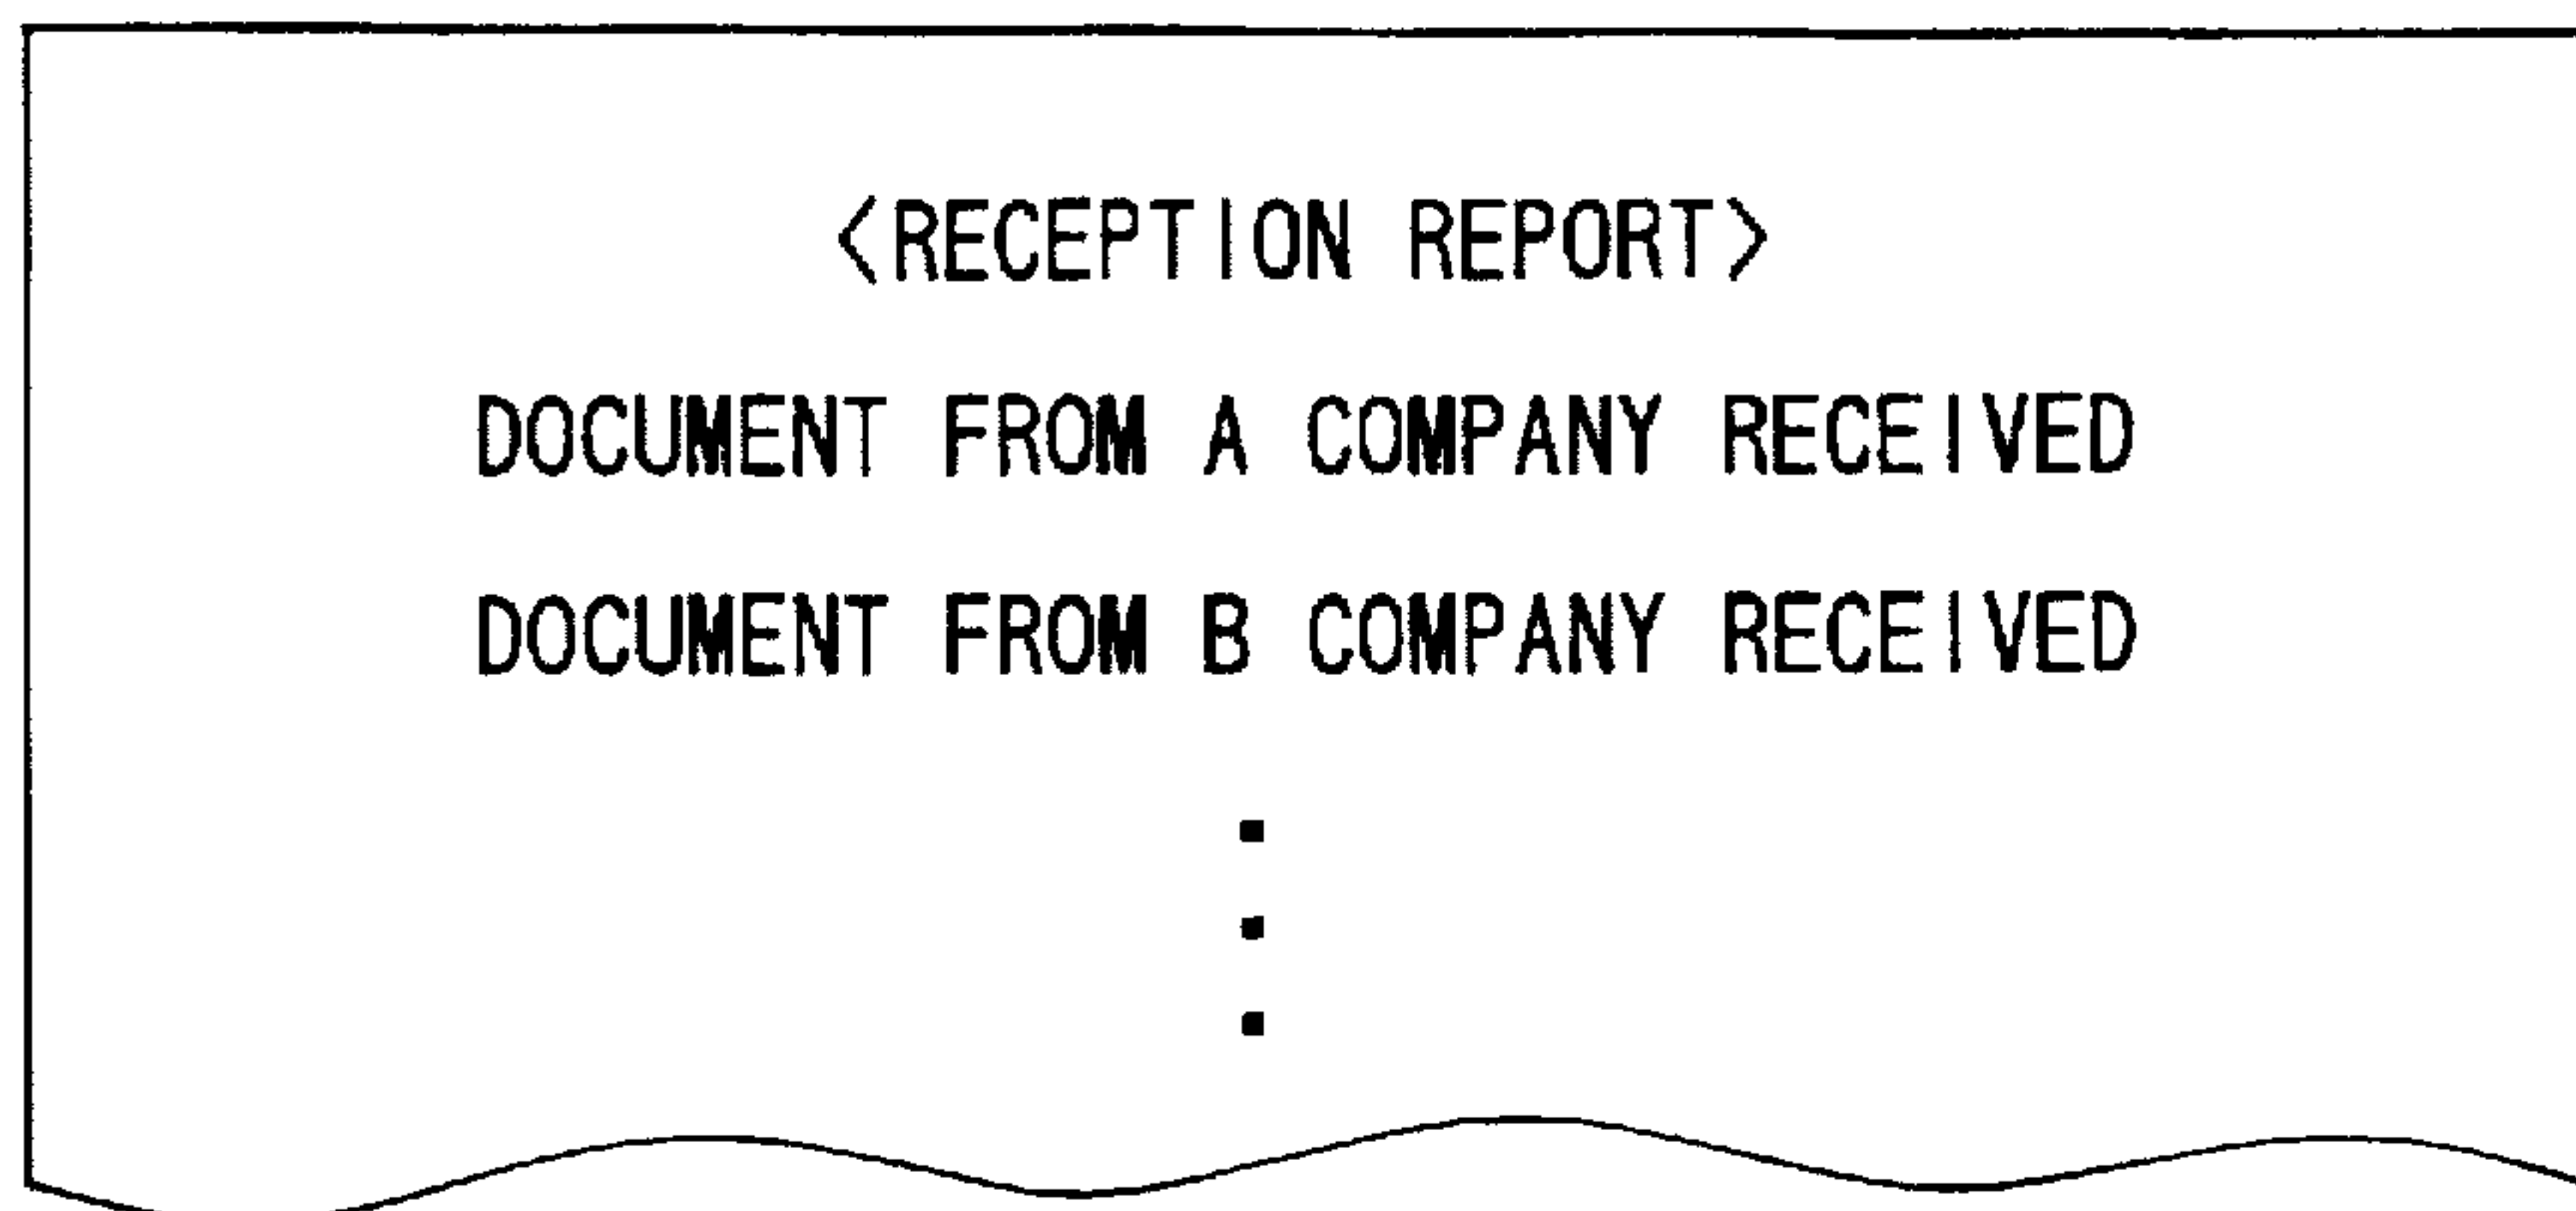 <RECEPTION REPORT>
DOCUMENT FROM A COMPANY RECEIVED
DOCUMENT FROM B COMPANY RECEIVED
.
.
.